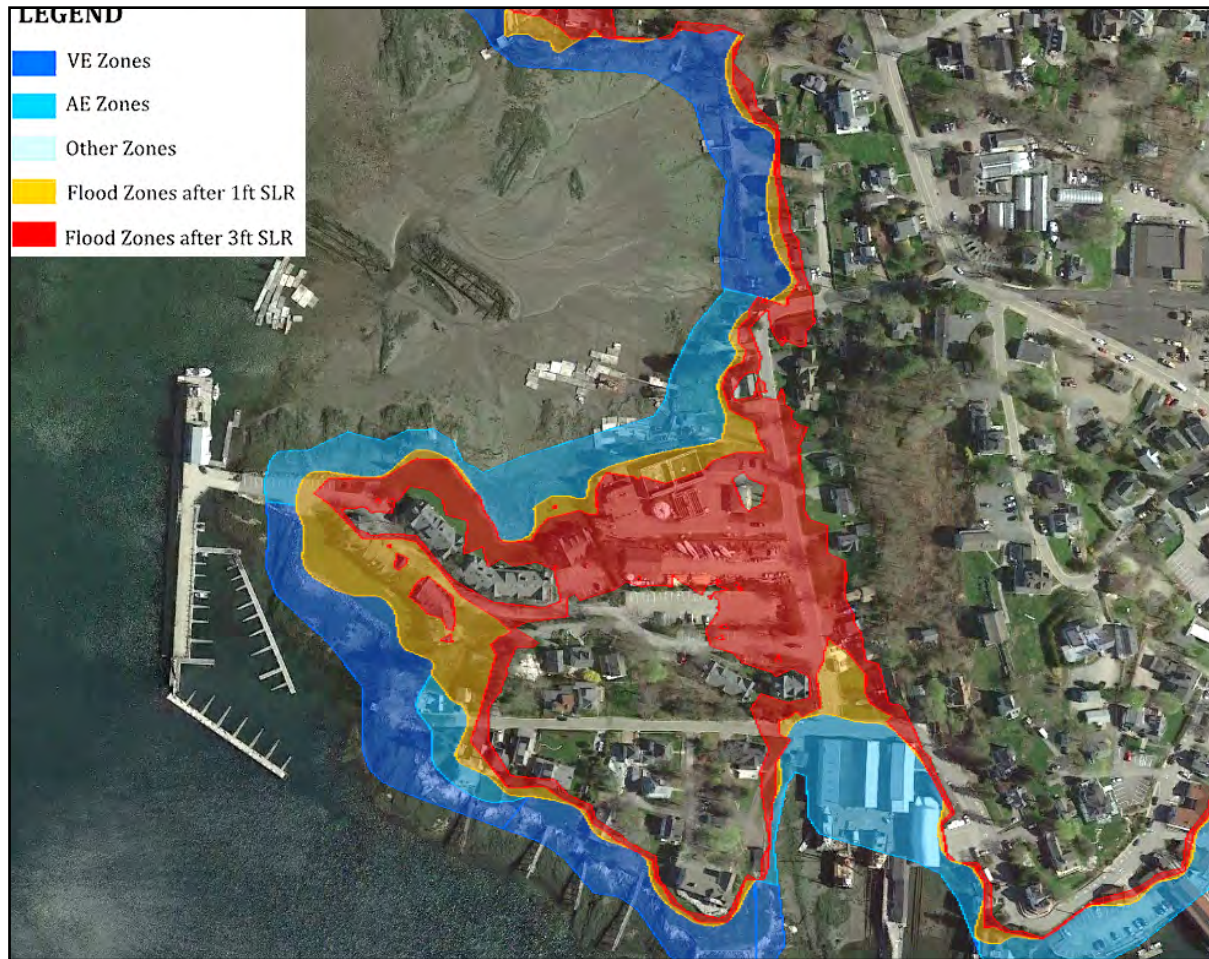 LEGEND
VE Zones
AE Zones
Other Zones
Flood Zones after 1ft SLR
Flood Zones after 3ft SLR